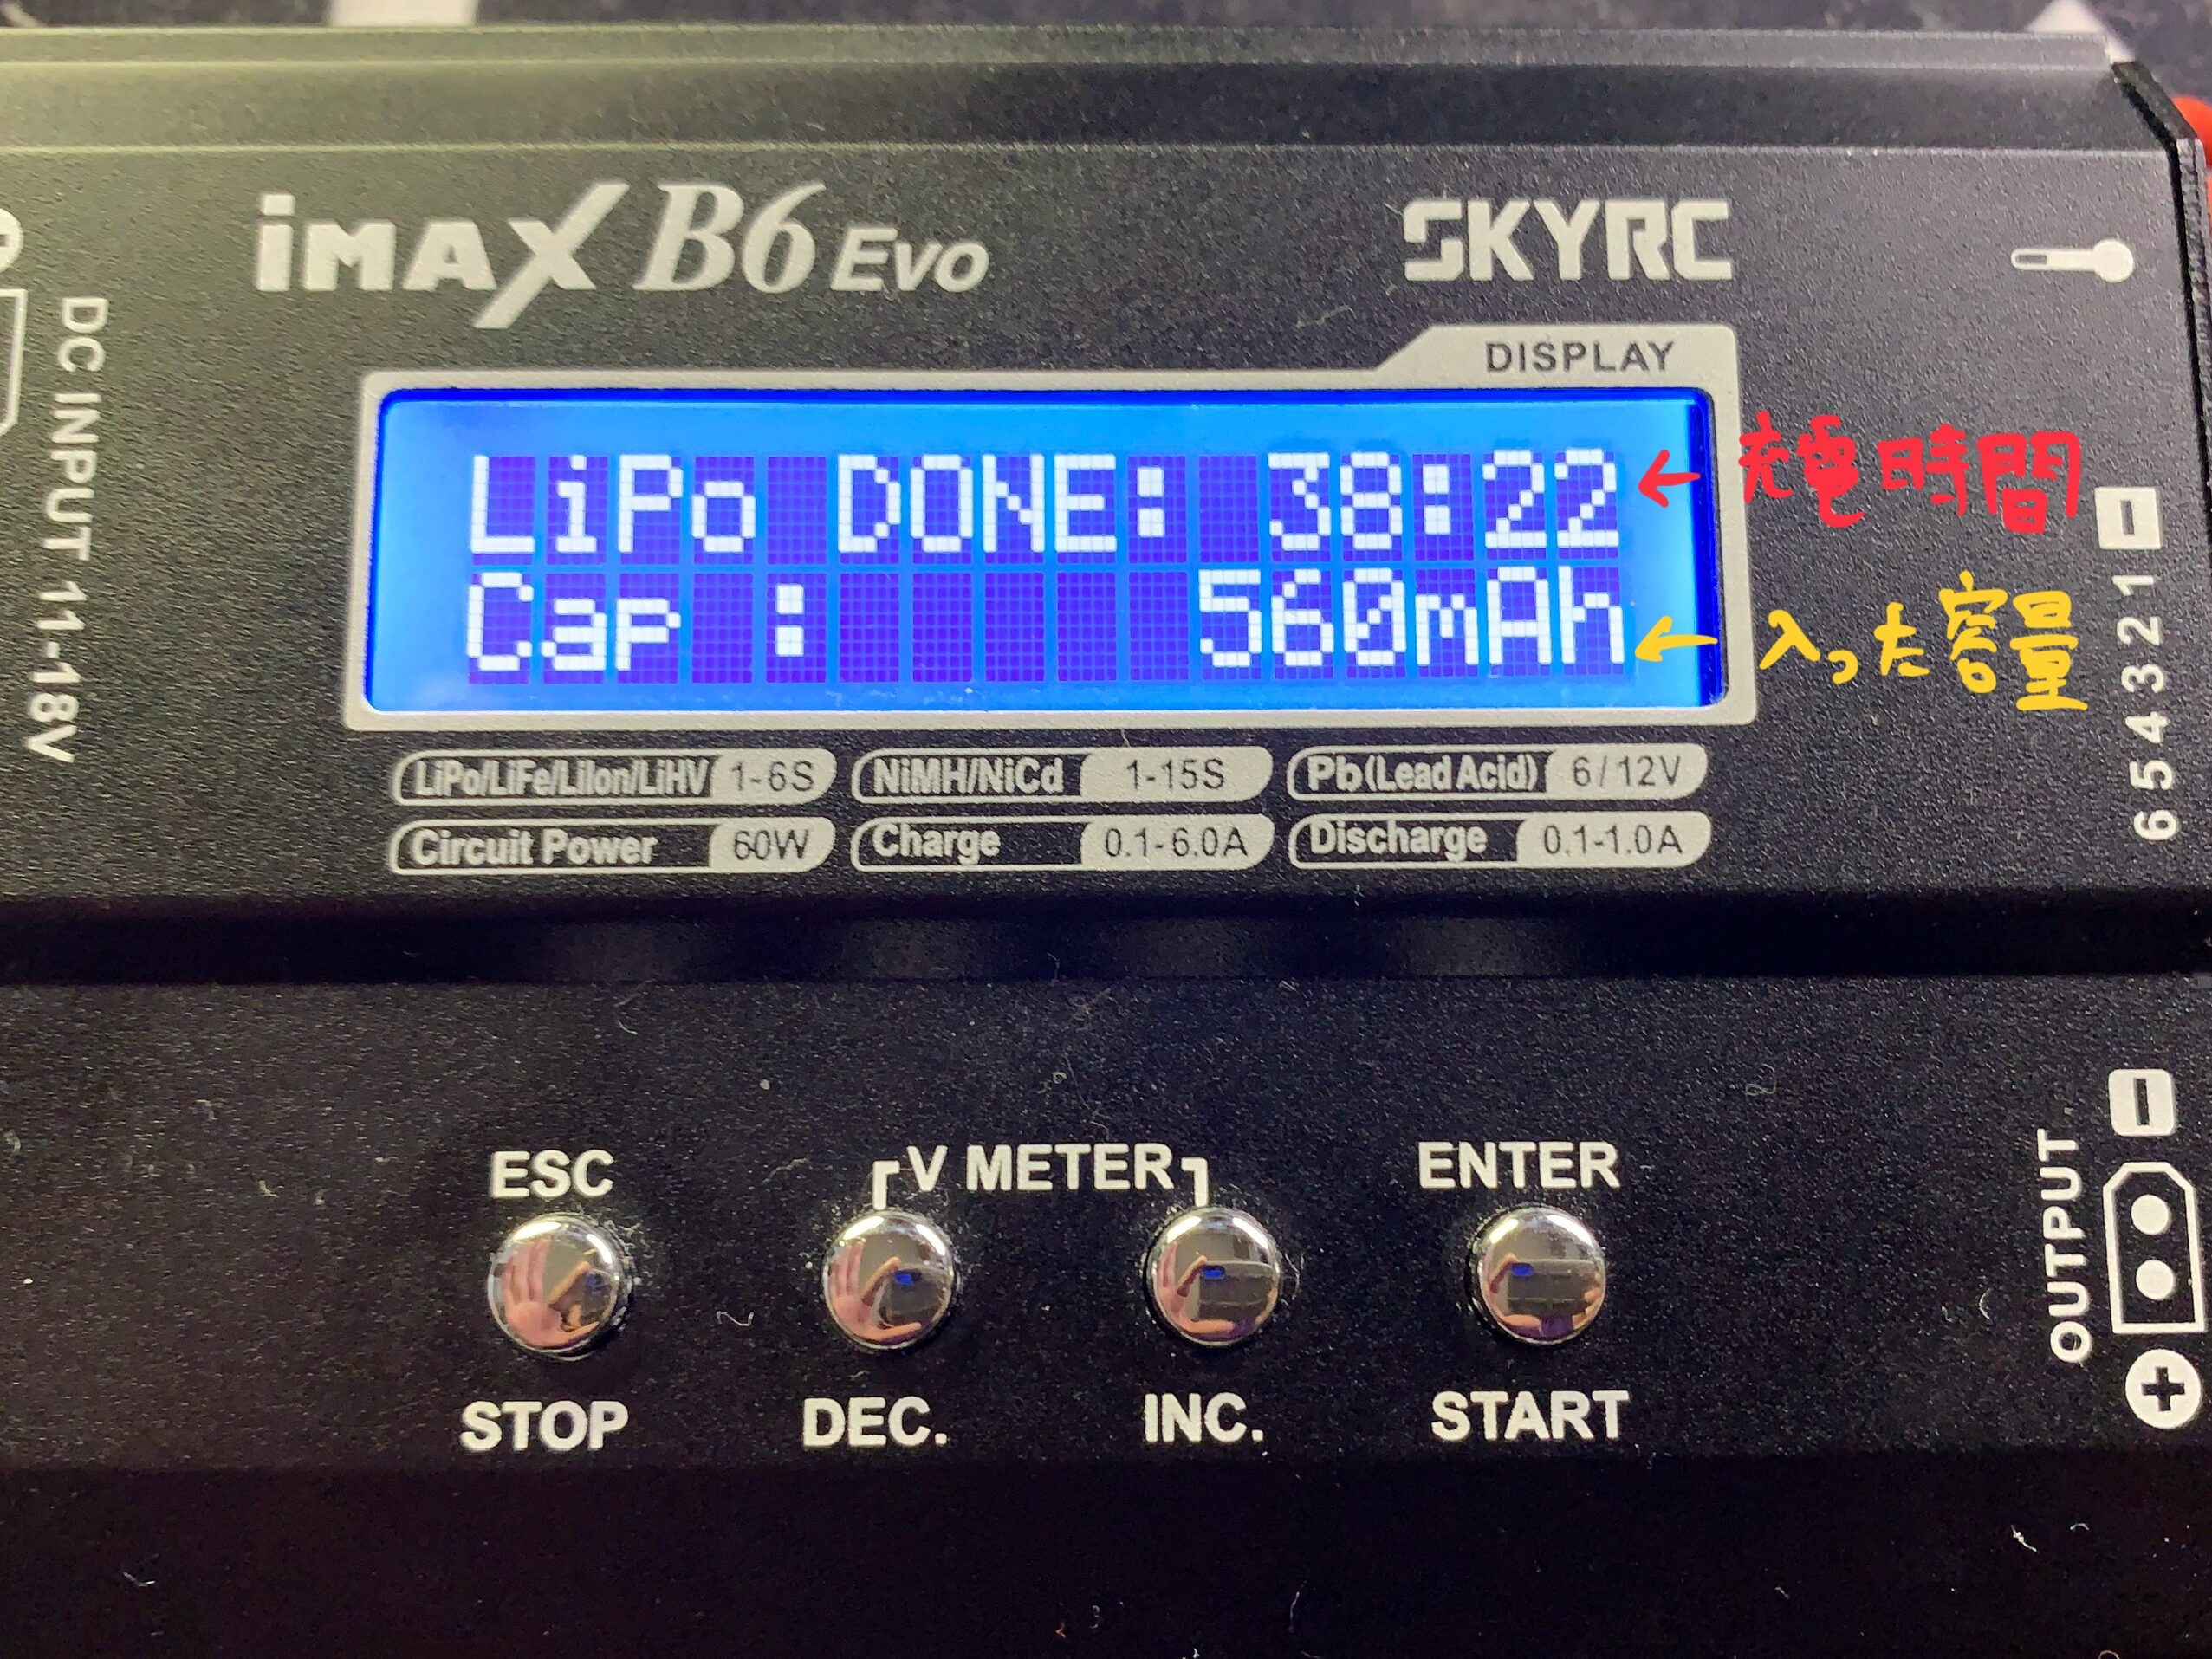 iMAX B6 Evo
SKYRC
DISPLAY
DC INPUT 11-18V
LiPo DONE: 38:22
← 充電時間
Cap : 560mAh
← 入った容量
6 5 4 3 2 1 -
LiPo/LiFe/LiIon/LiHV 1-6S
NiMH/NiCd 1-15S
Pb(Lead Acid) 6/12V
Circuit Power 60W
Charge 0.1-6.0A
Discharge 0.1-1.0A
ESC
V METER
ENTER
STOP
DEC.
INC.
START
OUTPUT
- +